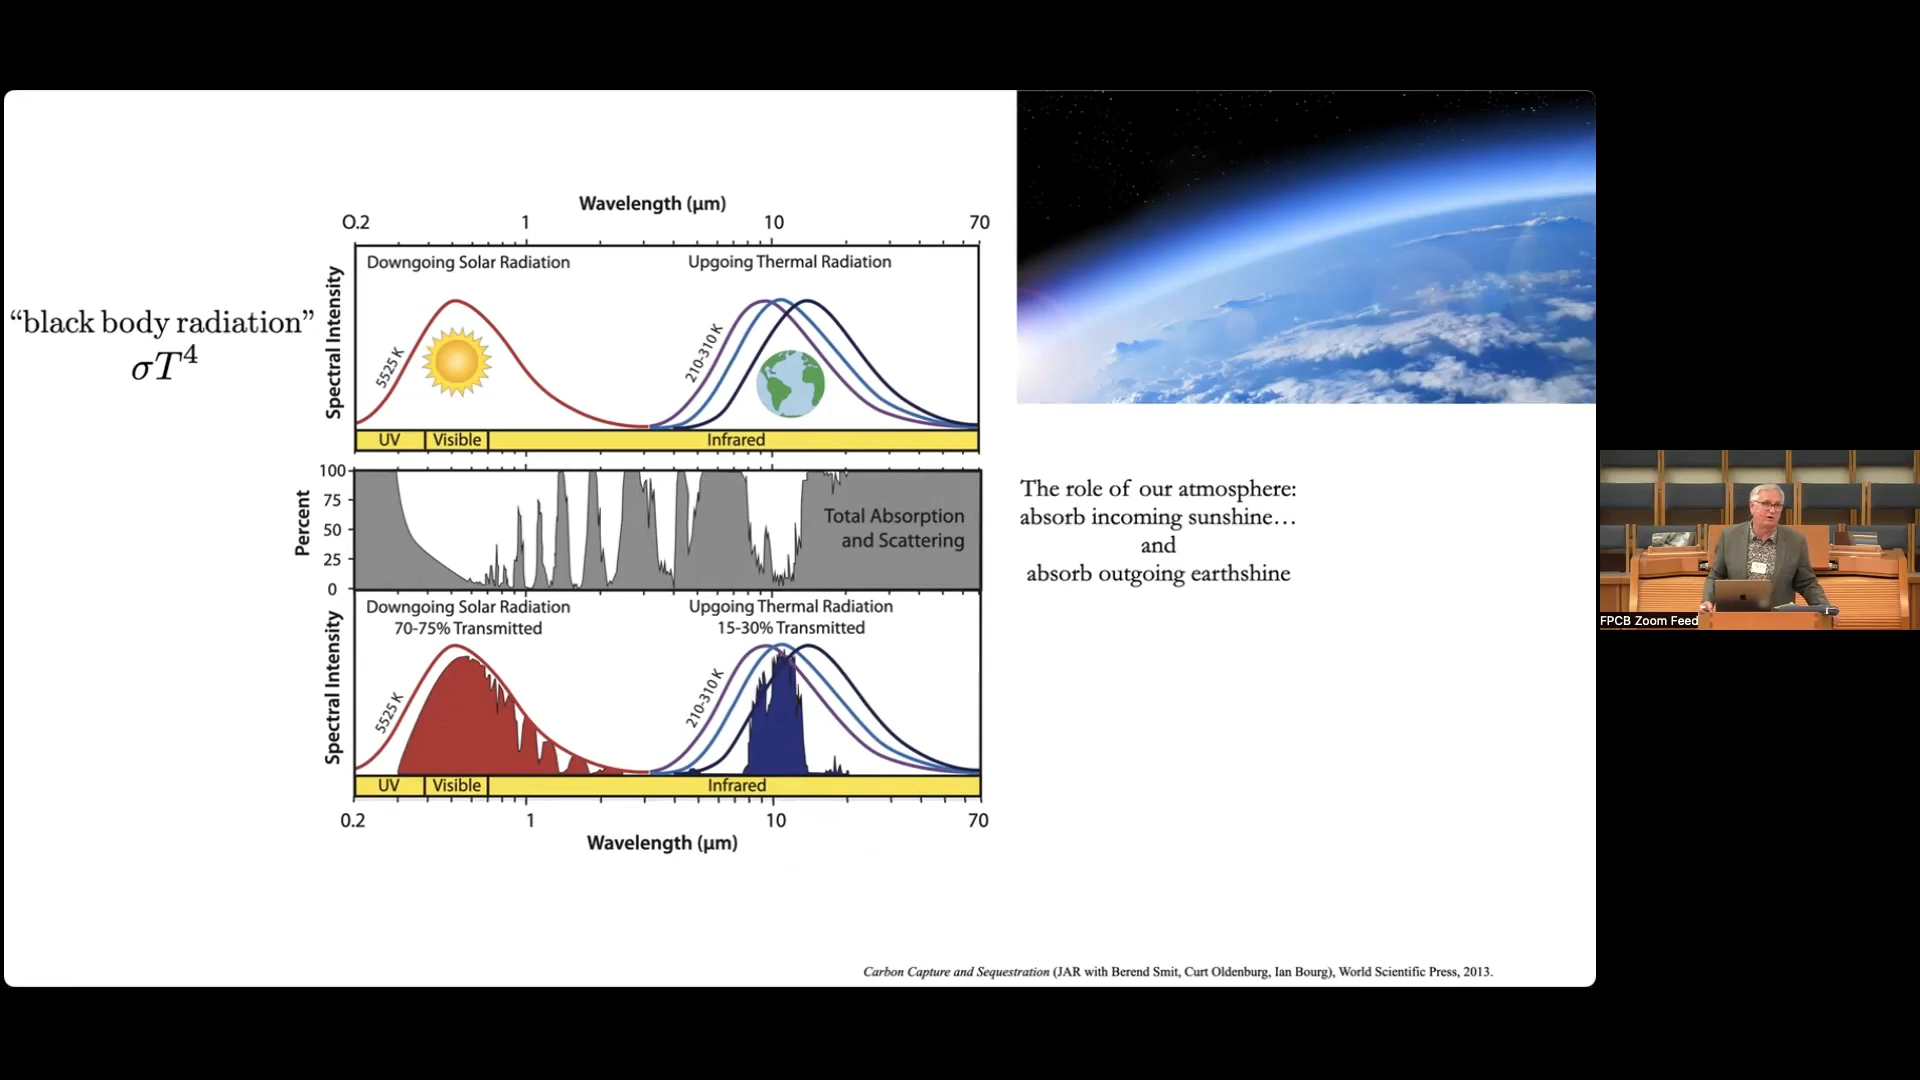 Wavelength (µm)
O.2 1 10 70
Downgoing Solar Radiation
Upgoing Thermal Radiation
"black body radiation"
σT⁴
Spectral Intensity
5525 K
210-310 K
UV Visible Infrared
Percent
100
75
50
25
0
Total Absorption
and Scattering
The role of our atmosphere:
absorb incoming sunshine...
and
absorb outgoing earthshine
Downgoing Solar Radiation
70-75% Transmitted
Upgoing Thermal Radiation
15-30% Transmitted
Spectral Intensity
5525 K
210-310 K
UV Visible Infrared
0.2 1 10 70
Wavelength (µm)
Carbon Capture and Sequestration (JAR with Berend Smit, Curt Oldenburg, Ian Bourg), World Scientific Press, 2013.
FPCB Zoom Feed